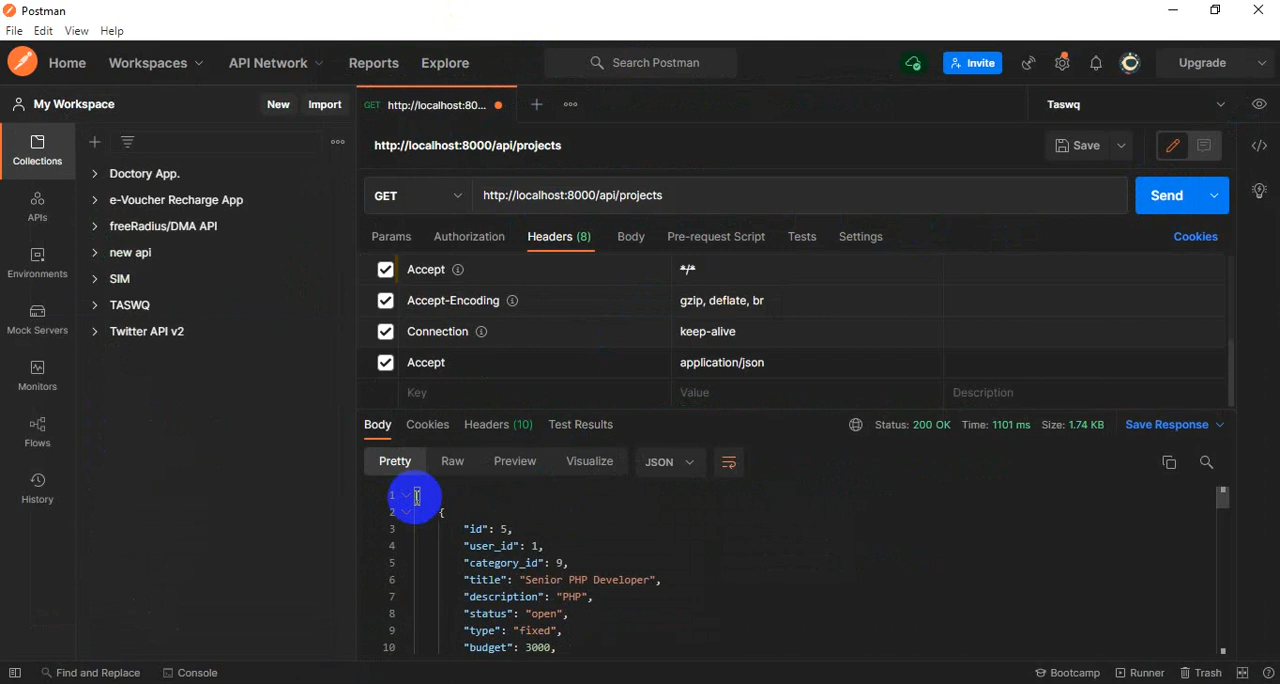 Postman
File Edit View Help
Home Workspaces API Network Reports Explore Search Postman Invite Upgrade
My Workspace New Import GET http://localhost:80... Taswq
Collections
APIs
Environments
Mock Servers
Monitors
Flows
History
Doctory App.
e-Voucher Recharge App
freeRadius/DMA API
new api
SIM
TASWQ
Twitter API v2
http://localhost:8000/api/projects Save
GET http://localhost:8000/api/projects Send
Params Authorization Headers (8) Body Pre-request Script Tests Settings Cookies
Accept */*
Accept-Encoding gzip, deflate, br
Connection keep-alive
Accept application/json
Key Value Description
Body Cookies Headers (10) Test Results Status: 200 OK Time: 1101 ms Size: 1.74 KB Save Response
Pretty Raw Preview Visualize JSON
1 [
2 {
3 "id": 5,
4 "user_id": 1,
5 "category_id": 9,
6 "title": "Senior PHP Developer",
7 "description": "PHP",
8 "status": "open",
9 "type": "fixed",
10 "budget": 3000,
Find and Replace Console Bootcamp Runner Trash